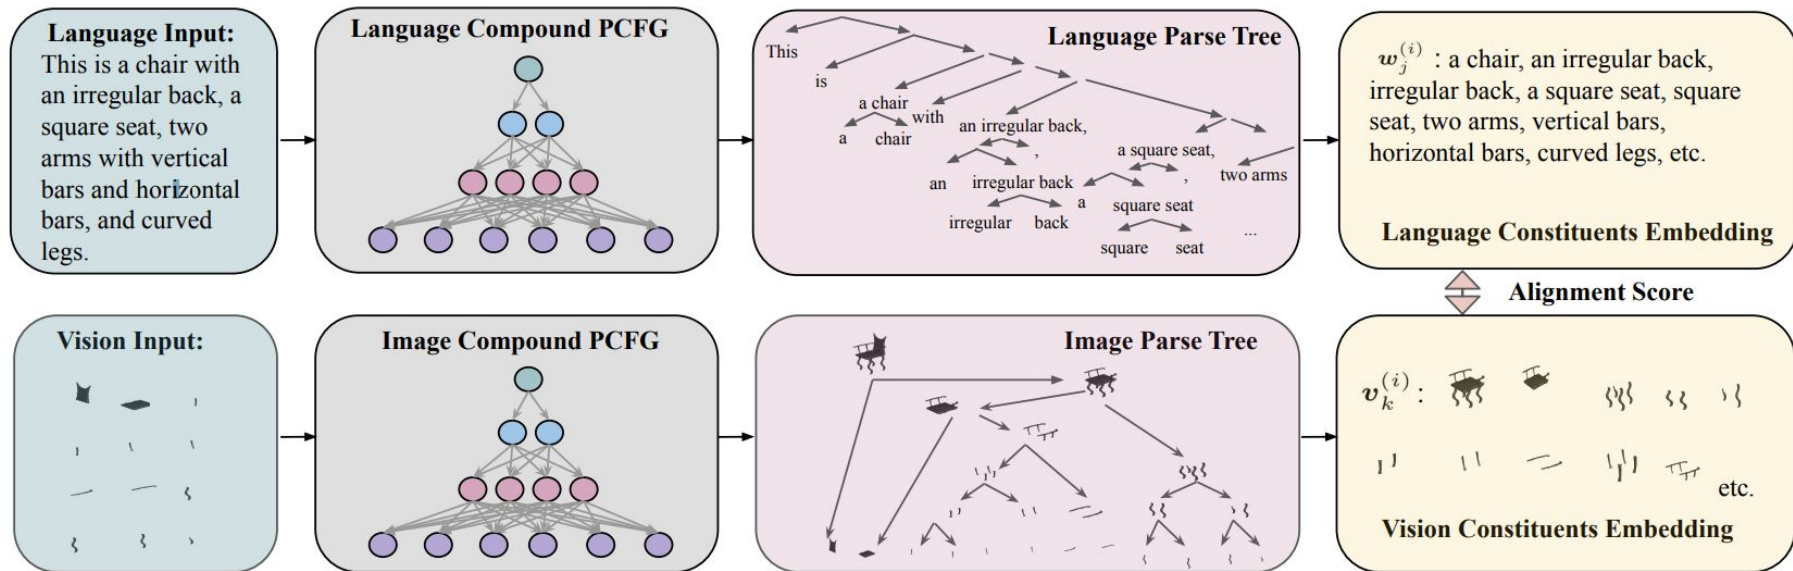 Language Input:
This is a chair with
an irregular back, a
square seat, two
arms with vertical
bars and horizontal
bars, and curved
legs.
Language Compound PCFG
Language Parse Tree
This
is
a chair
with
a
chair
an irregular back,
,
an
irregular back
irregular
back
a square seat,
,
a
square seat
square
seat
two arms
...
w_j^{(i)} : a chair, an irregular back,
irregular back, a square seat, square
seat, two arms, vertical bars,
horizontal bars, curved legs, etc.
Language Constituents Embedding
Alignment Score
Vision Input:
Image Compound PCFG
Image Parse Tree
v_k^{(i)} :
etc.
Vision Constituents Embedding